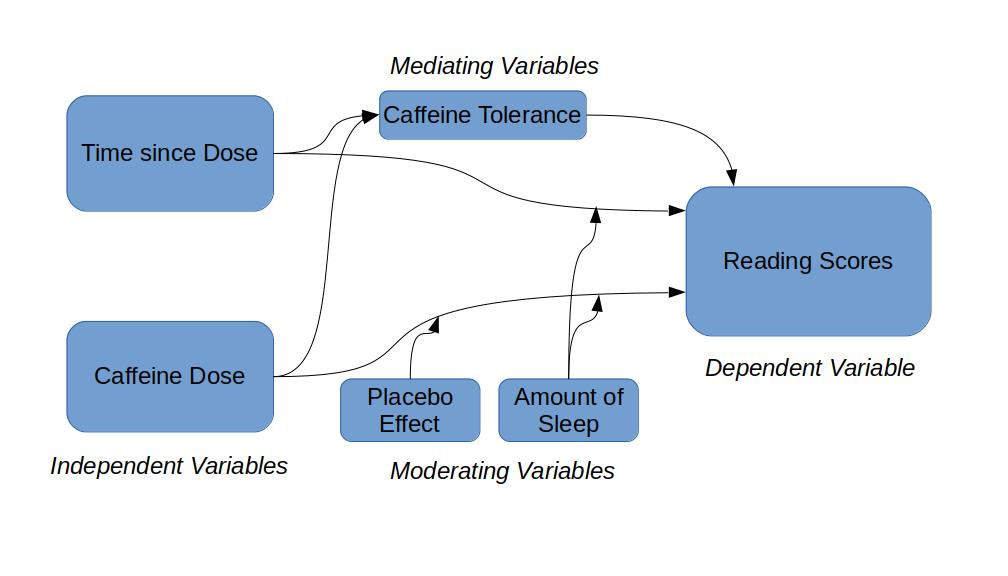 Mediating Variables
Time since Dose
Caffeine Tolerance
Reading Scores
Caffeine Dose
Placebo
Effect
Amount of
Sleep
Dependent Variable
Independent Variables
Moderating Variables